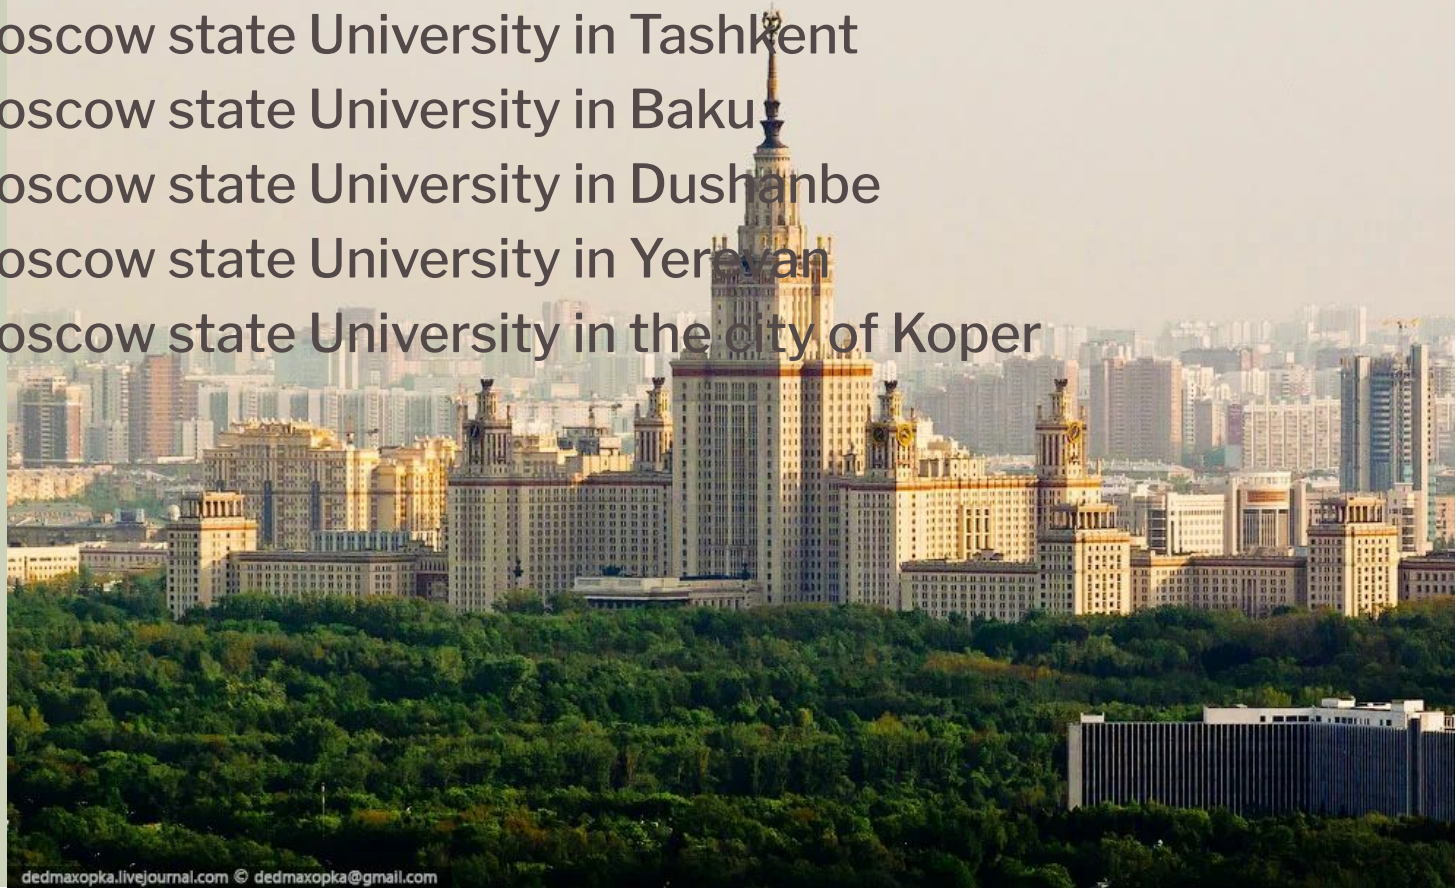 oscow state University in Tashkent
oscow state University in Baku
oscow state University in Dushanbe
oscow state University in Yerevan
oscow state University in the city of Koper
dedmaxopka.livejournal.com © dedmaxopka@gmail.com